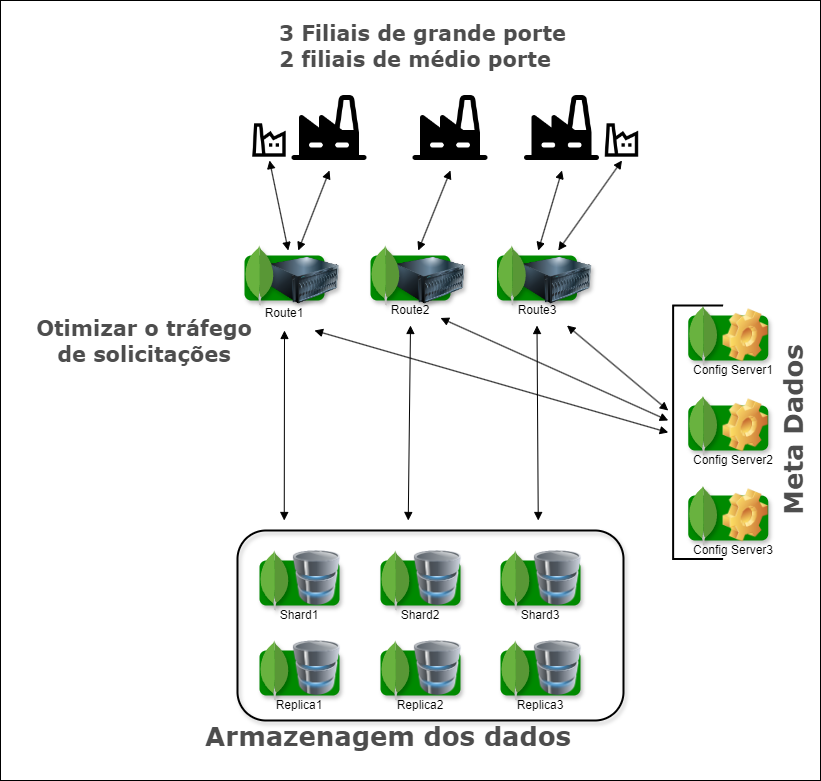 3 Filiais de grande porte
2 filiais de médio porte
Route1
Route2
Route3
Otimizar o tráfego
de solicitações
Config Server1
Config Server2
Config Server3
Meta Dados
Shard1
Shard2
Shard3
Replica1
Replica2
Replica3
Armazenagem dos dados